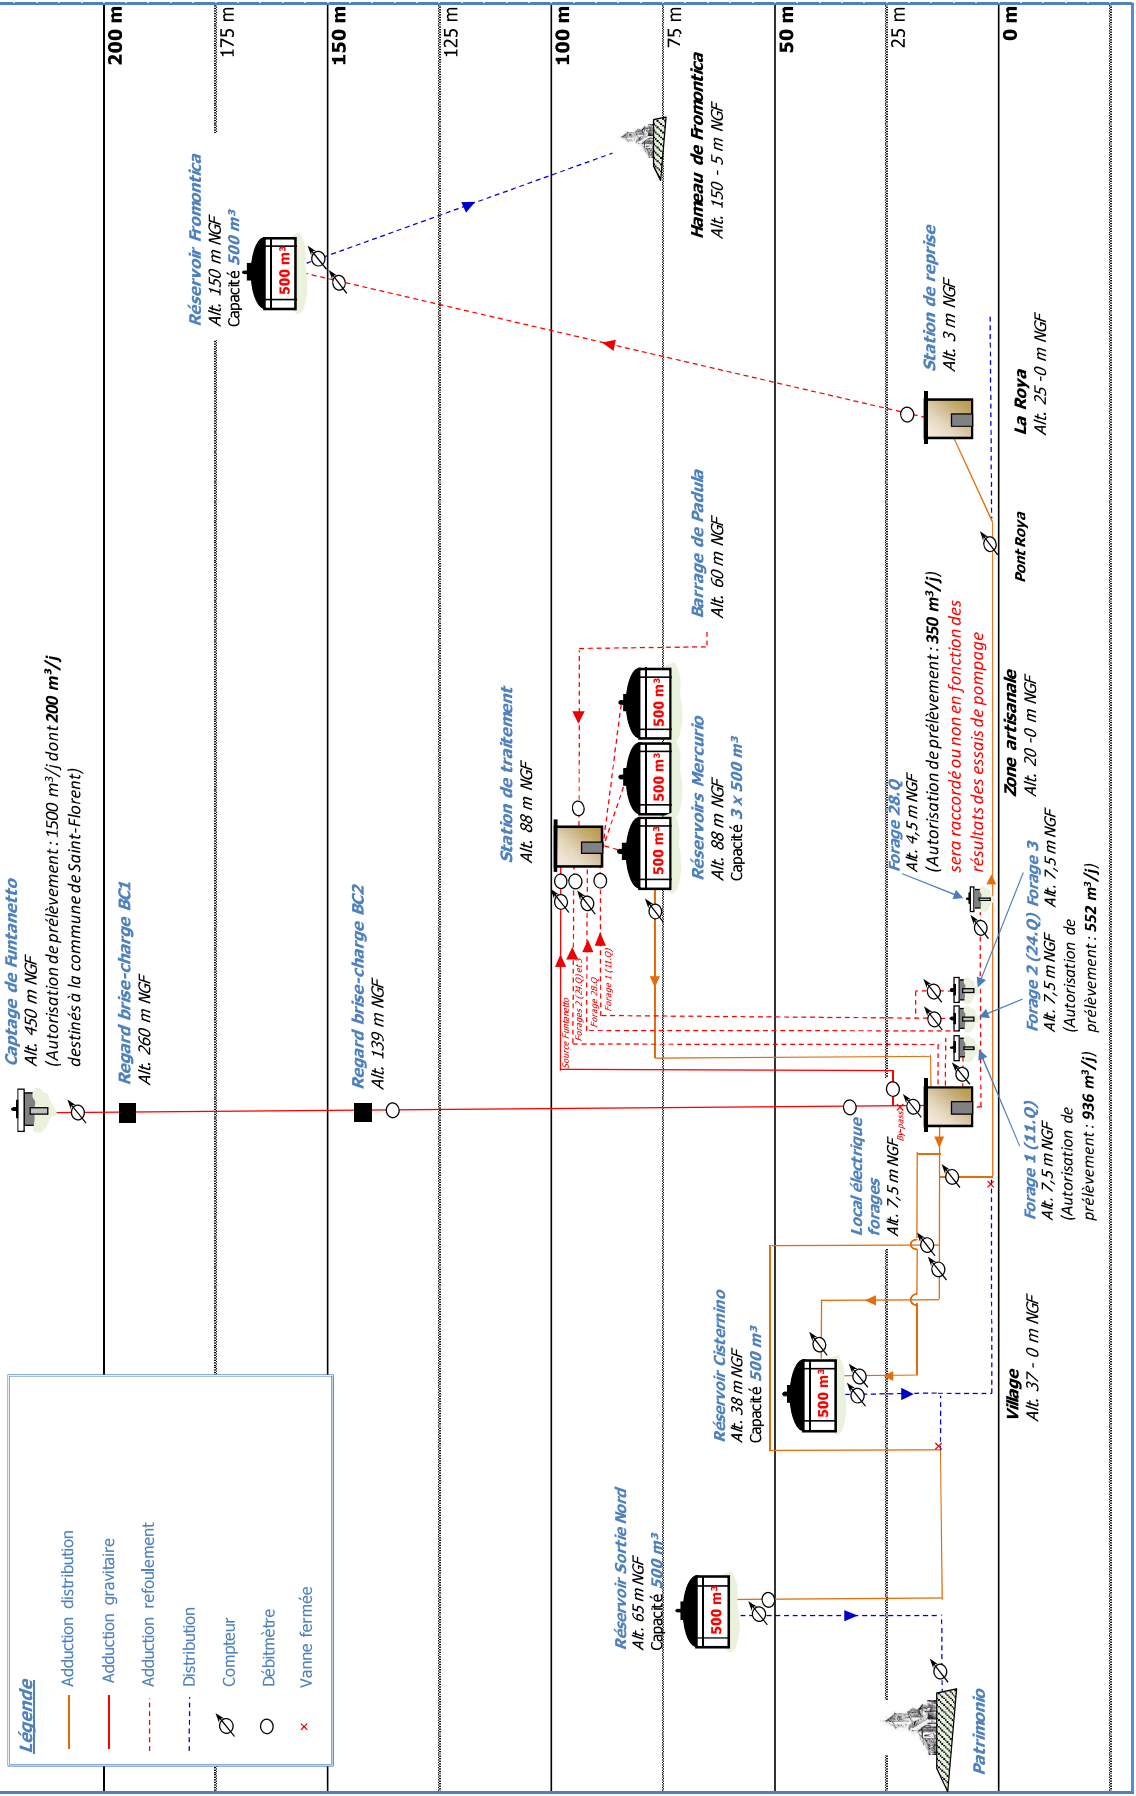 Légende
Adduction distribution
Adduction gravitaire
Adduction refoulement
Distribution
Compteur
Débitmètre
Vanne fermée
Captage de Funtanetto
Alt. 450 m NGF
(Autorisation de prélèvement : 1500 m³/j dont 200 m³/j
destinés à la commune de Saint-Florent)
Regard brise-charge BC1
Alt. 260 m NGF
Regard brise-charge BC2
Alt. 139 m NGF
200 m
175 m
150 m
125 m
100 m
75 m
50 m
25 m
0 m
Réservoir Fromontica
Alt. 150 m NGF
Capacité 500 m³
500 m³
Hameau de Fromontica
Alt. 150 - 5 m NGF
Station de traitement
Alt. 88 m NGF
Barrage de Padula
Alt. 60 m NGF
500 m³
500 m³
500 m³
Réservoirs Mercurio
Alt. 88 m NGF
Capacité 3 x 500 m³
Source Funtanetto
Forages 2 (24.Q) et 3
Forage 28.Q
Forage 1 (11.Q)
Station de reprise
Alt. 3 m NGF
La Roya
Alt. 25 -0 m NGF
Pont Roya
Zone artisanale
Alt. 20 -0 m NGF
Forage 28.Q
Alt. 4,5 m NGF
(Autorisation de prélèvement : 350 m³/j)
sera raccordé ou non en fonction des
résultats des essais de pompage
Forage 3
Alt. 7,5 m NGF
Forage 2 (24.Q)
Alt. 7,5 m NGF
(Autorisation de
prélèvement : 552 m³/j)
Forage 1 (11.Q)
Alt. 7,5 m NGF
(Autorisation de
prélèvement : 936 m³/j)
By-pass
Local électrique
forages
Alt. 7,5 m NGF
Réservoir Cisternino
Alt. 38 m NGF
Capacité 500 m³
500 m³
Village
Alt. 37 - 0 m NGF
Réservoir Sortie Nord
Alt. 65 m NGF
Capacité 500 m³
500 m³
Patrimonio